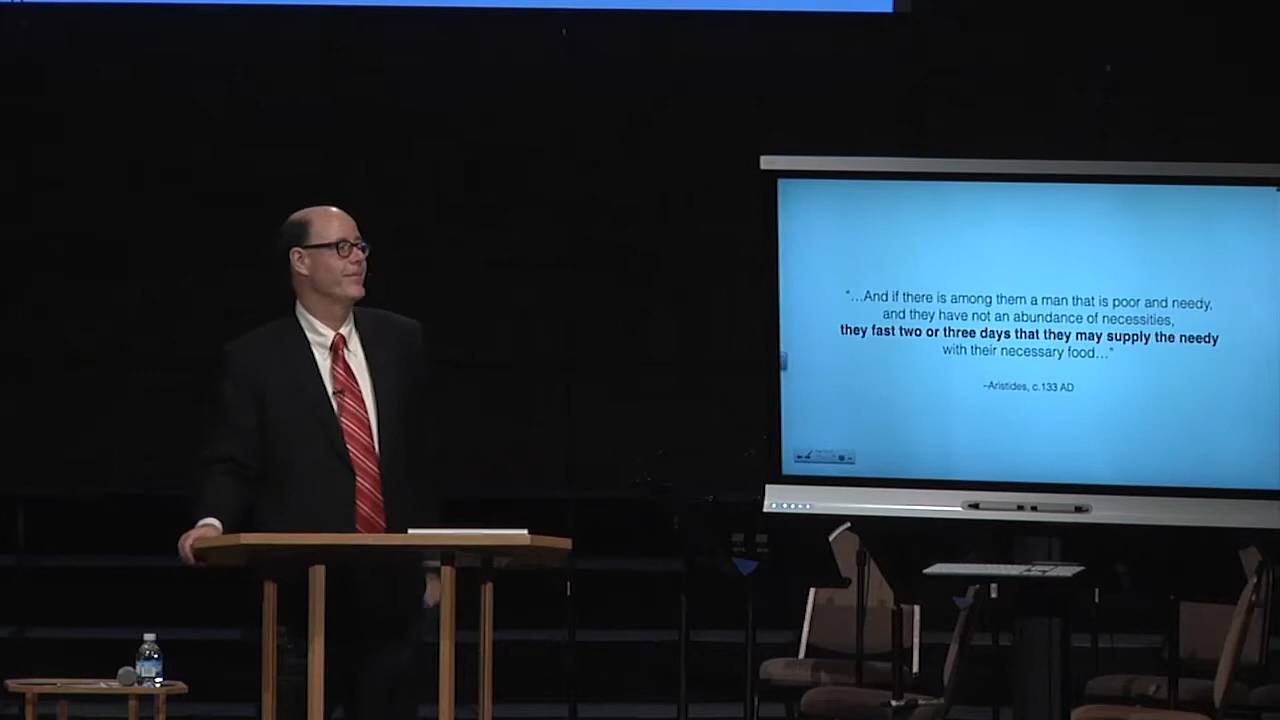 “…And if there is among them a man that is poor and needy,
and they have not an abundance of necessities,
they fast two or three days that they may supply the needy
with their necessary food…”
–Aristides, c.133 AD